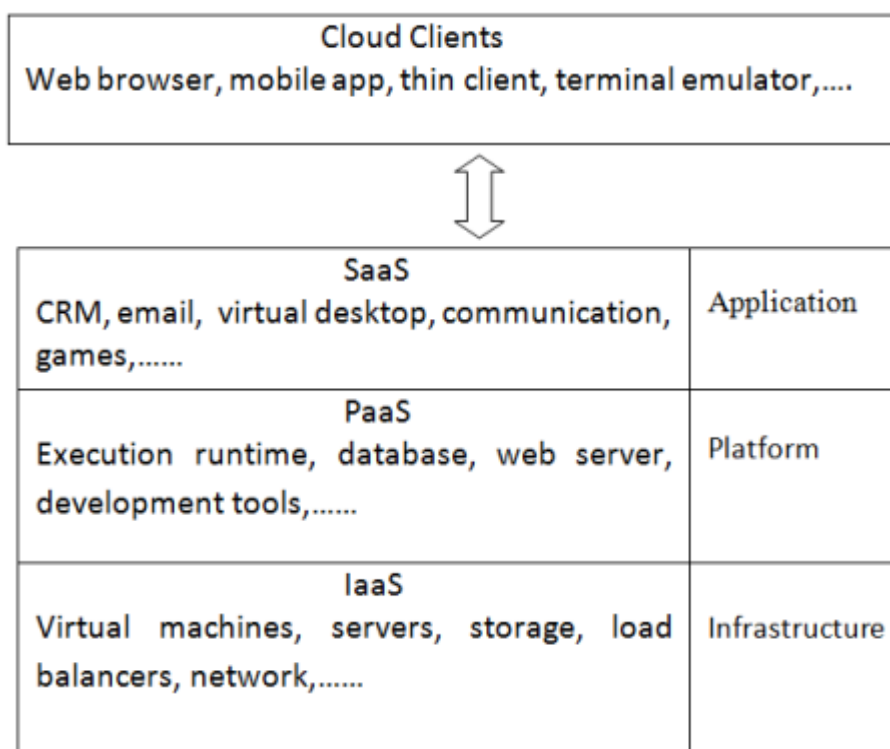 Cloud Clients
Web browser, mobile app, thin client, terminal emulator,....
SaaS
CRM, email, virtual desktop, communication,
games,......
Application
PaaS
Execution runtime, database, web server,
development tools,......
Platform
IaaS
Virtual machines, servers, storage, load
balancers, network,......
Infrastructure